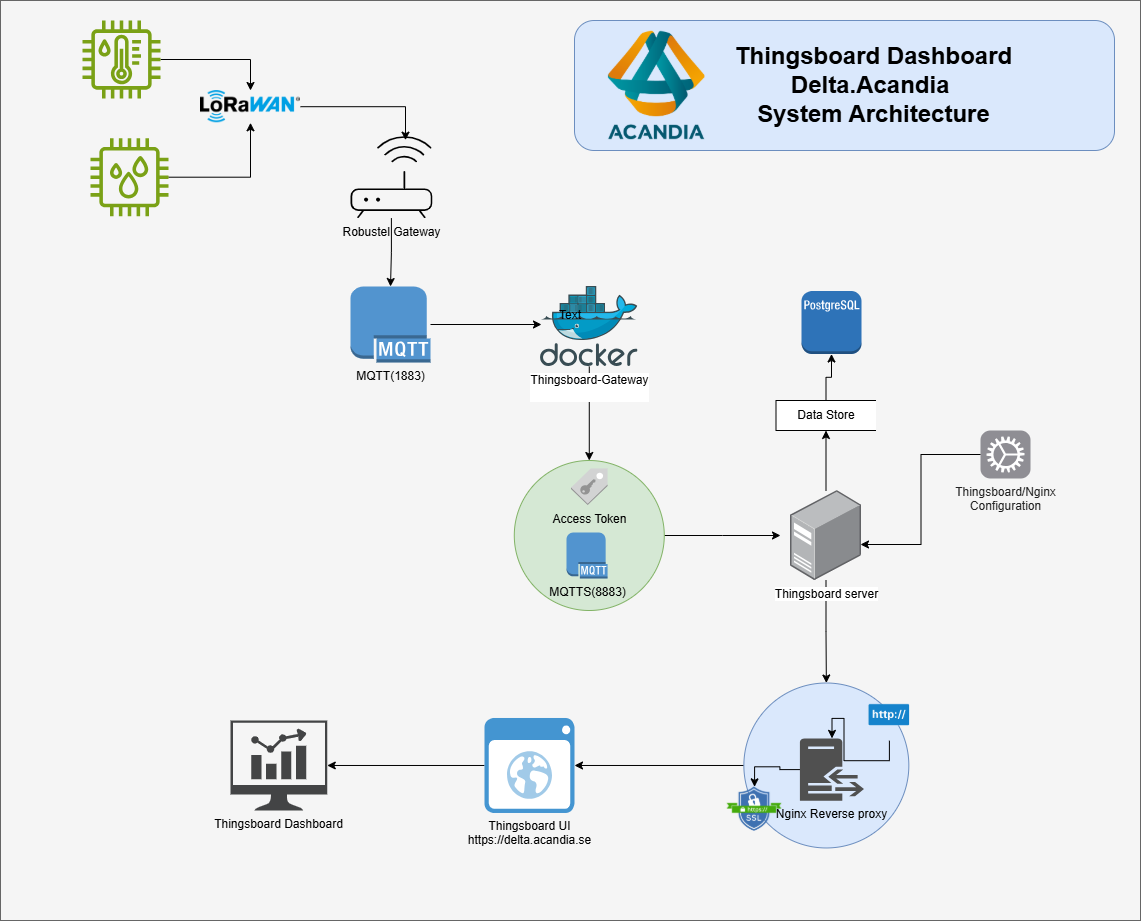 Thingsboard Dashboard
Delta.Acandia
System Architecture
ACANDIA
LoRaWAN
Robustel Gateway
MQTT
MQTT(1883)
Text
docker
Thingsboard-Gateway
PostgreSQL
Data Store
Thingsboard/Nginx
Configuration
Access Token
MQTT
MQTTS(8883)
Thingsboard server
http://
https://
SSL
Nginx Reverse proxy
Thingsboard UI
https://delta.acandia.se
Thingsboard Dashboard